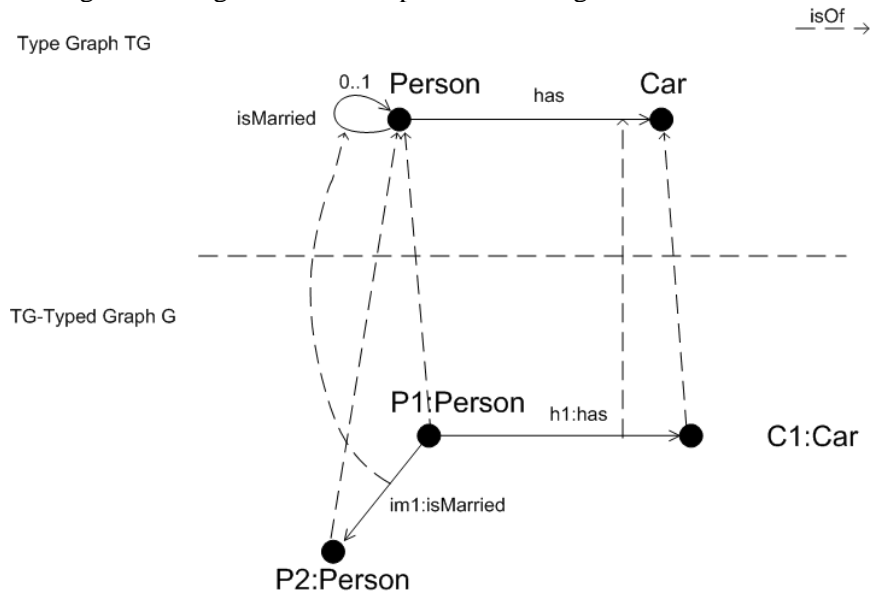 isOf
Type Graph TG
0..1
Person
Car
has
isMarried
TG-Typed Graph G
P1:Person
h1:has
C1:Car
im1:isMarried
P2:Person